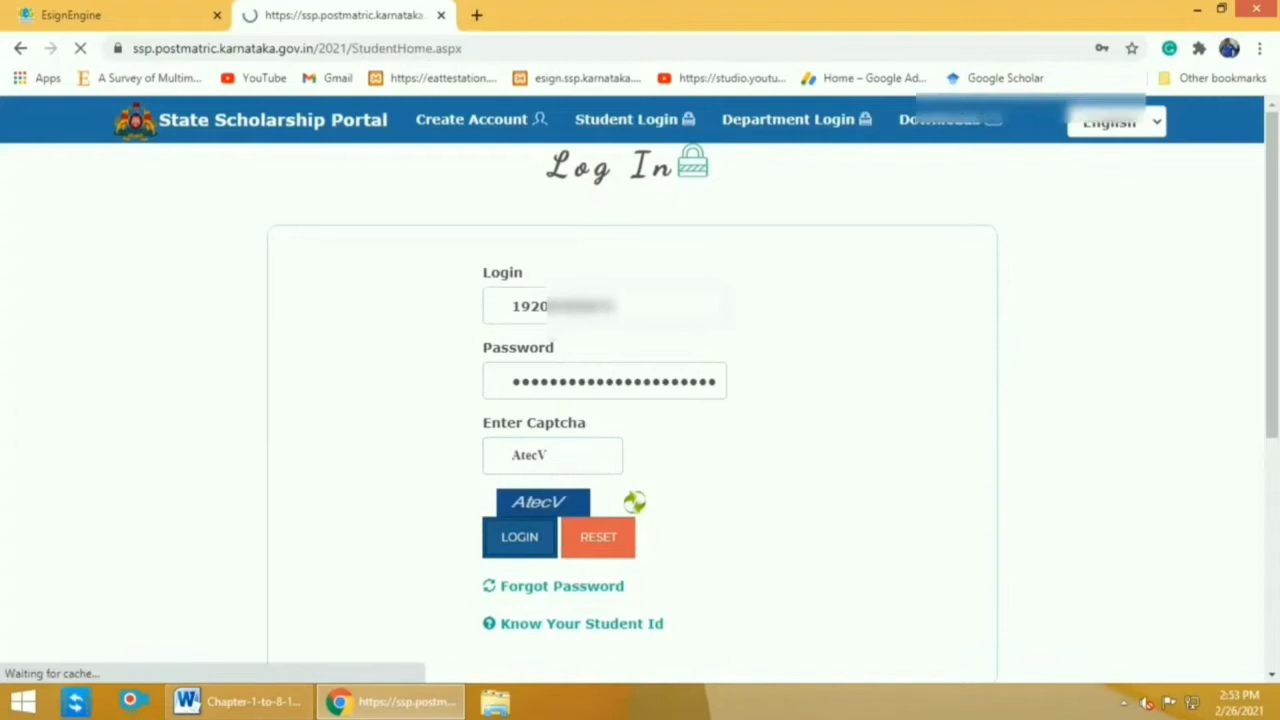 EsignEngine
https://ssp.postmatric.karnataka
ssp.postmatric.karnataka.gov.in/2021/StudentHome.aspx
Apps A Survey of Multim... YouTube Gmail https://eattestation.... esign.ssp.karnataka.... https://studio.youtu... Home – Google Ad... Google Scholar Other bookmarks
State Scholarship Portal Create Account Student Login Department Login English
Log In
Login
1920
Password
Enter Captcha
AtecV
AtecV
LOGIN RESET
Forgot Password
Know Your Student Id
Waiting for cache...
Chapter-1-to-8-1... https://ssp.postm... 2:53 PM
2/26/2021